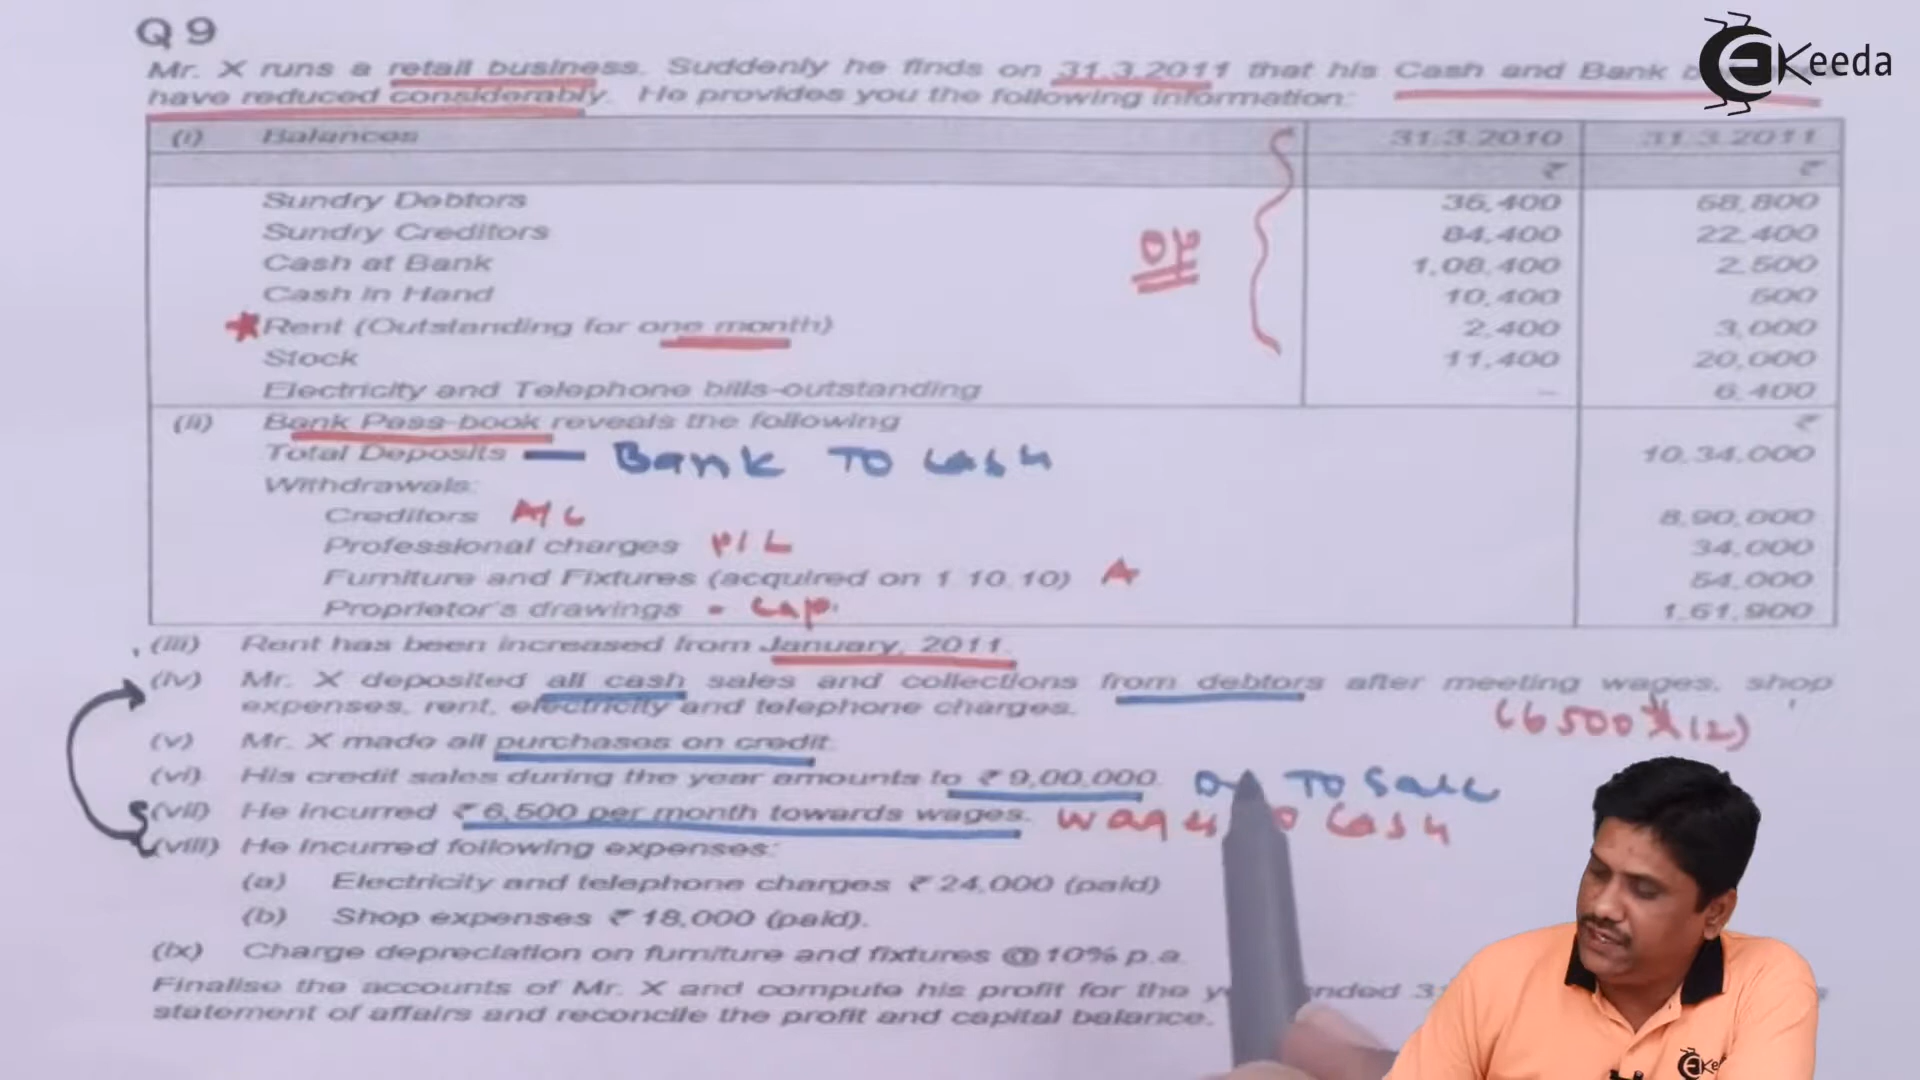 Q 9
Keeda
Mr. X runs a retail business. Suddenly he finds on 31.3.2011 that his Cash and Bank
have reduced considerably. He provides you the following information:
(i) Balances 31.3.2010 31.3.2011
₹ ₹
Sundry Debtors 35,400 58,800
Sundry Creditors 84,400 22,400
Cash at Bank 1,08,400 2,500
Cash in Hand 10,400 500
Rent (Outstanding for one month) 2,400 3,000
Stock 11,400 20,000
Electricity and Telephone bills-outstanding – 6,400
(ii) Bank Pass-book reveals the following ₹
Total Deposits — Bank To Cash 10,34,000
Withdrawals:
Creditors A/C 8,90,000
Professional charges P/L 34,000
Furniture and Fixtures (acquired on 1.10.10) A 54,000
Proprietor's drawings - Cap. 1,61,900
(iii) Rent has been increased from January, 2011.
(iv) Mr. X deposited all cash sales and collections from debtors after meeting wages, shop
expenses, rent, electricity and telephone charges.
(6500 X 12)
(v) Mr. X made all purchases on credit.
(vi) His credit sales during the year amounts to ₹ 9,00,000. To Sale
(vii) He incurred ₹ 6,500 per month towards wages. wages Cash
(viii) He incurred following expenses:
(a) Electricity and telephone charges ₹ 24,000 (paid)
(b) Shop expenses ₹ 18,000 (paid).
(ix) Charge depreciation on furniture and fixtures @10% p.a.
Finalise the accounts of Mr. X and compute his profit for the
statement of affairs and reconcile the profit and capital balance.